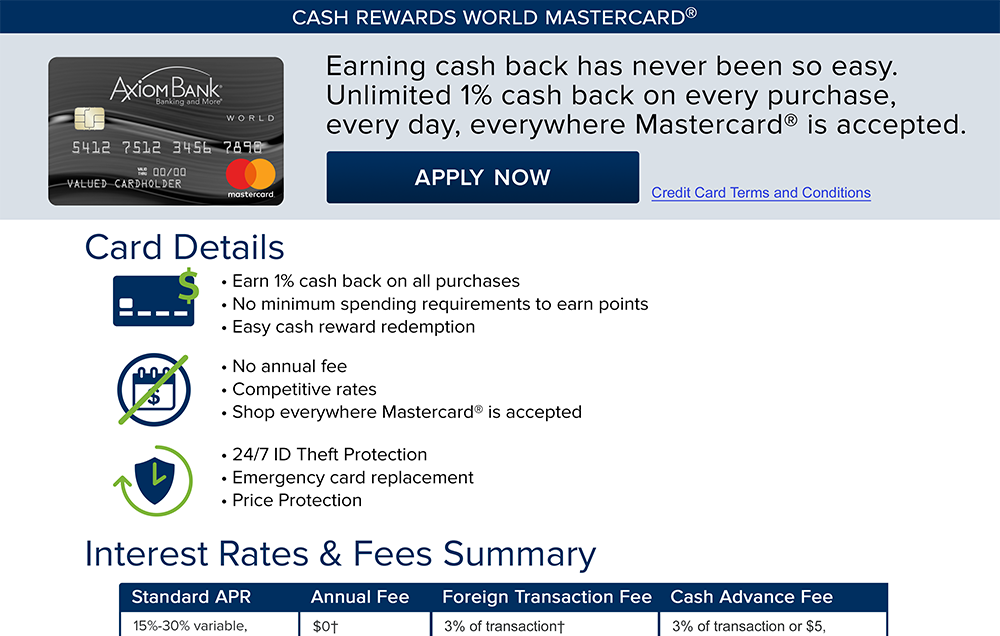 CASH REWARDS WORLD MASTERCARD®
AXIOM BANK®
Banking and More®
WORLD
5412 7512 3456 7890
VALID THRU 00/00
VALUED CARDHOLDER
mastercard.
Earning cash back has never been so easy.
Unlimited 1% cash back on every purchase,
every day, everywhere Mastercard® is accepted.
APPLY NOW
Credit Card Terms and Conditions
Card Details
$
• Earn 1% cash back on all purchases
• No minimum spending requirements to earn points
• Easy cash reward redemption
$
• No annual fee
• Competitive rates
• Shop everywhere Mastercard® is accepted
• 24/7 ID Theft Protection
• Emergency card replacement
• Price Protection
Interest Rates & Fees Summary
Standard APR Annual Fee Foreign Transaction Fee Cash Advance Fee
15%-30% variable, $0† 3% of transaction† 3% of transaction or $5,